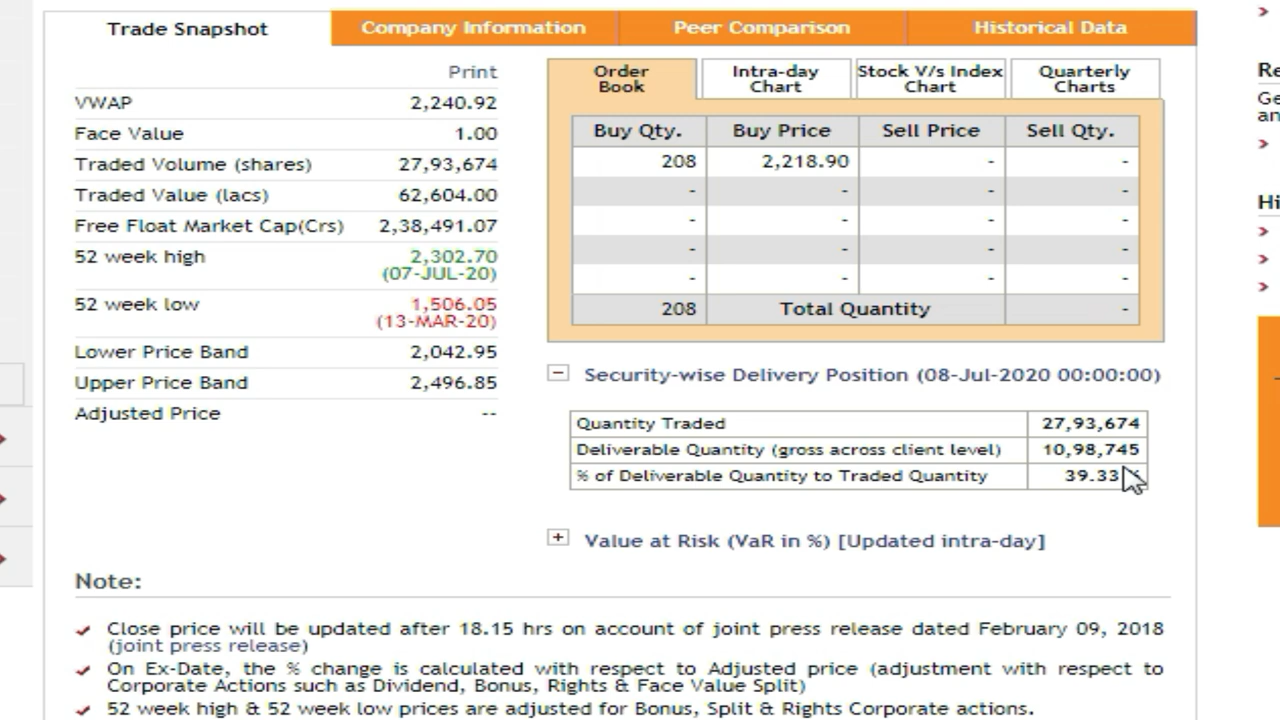 Trade Snapshot
Company Information
Peer Comparison
Historical Data
Print
VWAP 2,240.92
Face Value 1.00
Traded Volume (shares) 27,93,674
Traded Value (lacs) 62,604.00
Free Float Market Cap(Crs) 2,38,491.07
52 week high 2,302.70
(07-JUL-20)
52 week low 1,506.05
(13-MAR-20)
Lower Price Band 2,042.95
Upper Price Band 2,496.85
Adjusted Price --
Order
Book
Intra-day
Chart
Stock V/s Index
Chart
Quarterly
Charts
Buy Qty. Buy Price Sell Price Sell Qty.
208 2,218.90 - -
- - - -
- - - -
- - - -
- - - -
208 Total Quantity -
Security-wise Delivery Position (08-Jul-2020 00:00:00)
Quantity Traded 27,93,674
Deliverable Quantity (gross across client level) 10,98,745
% of Deliverable Quantity to Traded Quantity 39.33
Value at Risk (VaR in %) [Updated intra-day]
Note:
Close price will be updated after 18.15 hrs on account of joint press release dated February 09, 2018
(joint press release)
On Ex-Date, the % change is calculated with respect to Adjusted price (adjustment with respect to
Corporate Actions such as Dividend, Bonus, Rights & Face Value Split)
52 week high & 52 week low prices are adjusted for Bonus, Split & Rights Corporate actions.